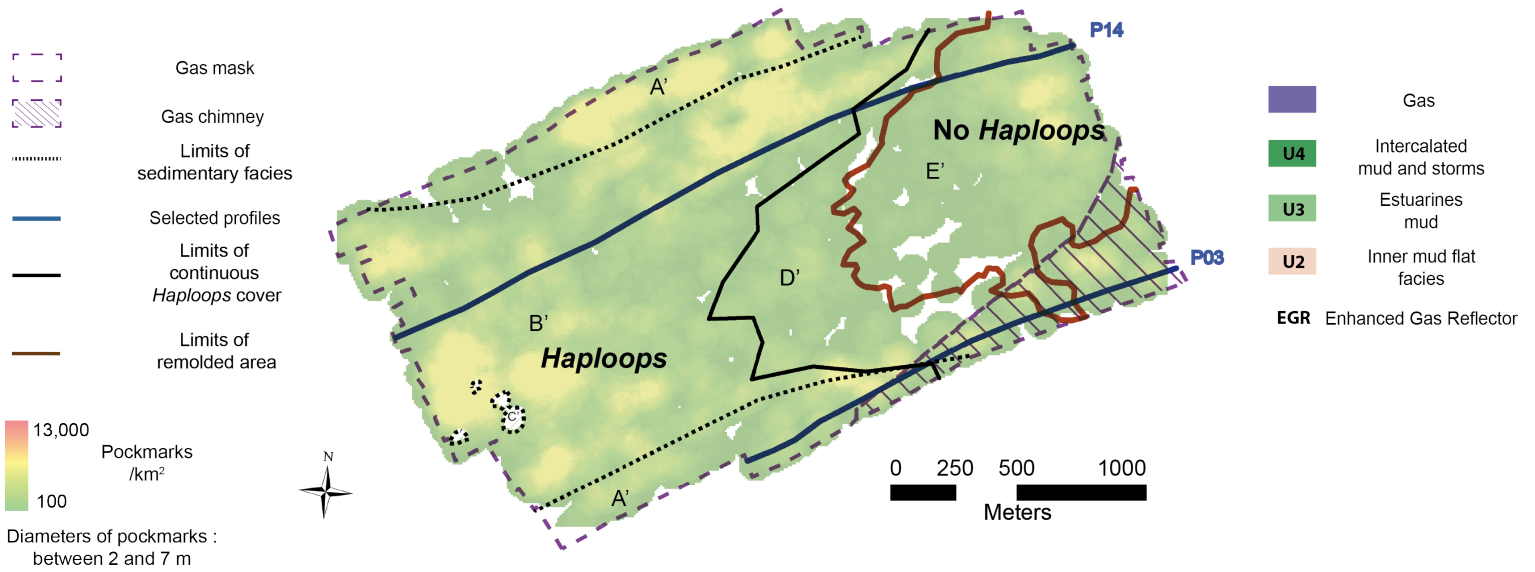 Gas mask
Gas chimney
Limits of
sedimentary facies
Selected profiles
Limits of
continuous
Haploops cover
Limits of
remolded area
13,000
Pockmarks
/km²
100
Diameters of pockmarks :
between 2 and 7 m
N
A'
B'
Haploops
C'
A'
D'
E'
No Haploops
P14
P03
0 250 500 1000
Meters
Gas
U4 Intercalated
mud and storms
U3 Estuarines
mud
U2 Inner mud flat
facies
EGR Enhanced Gas Reflector